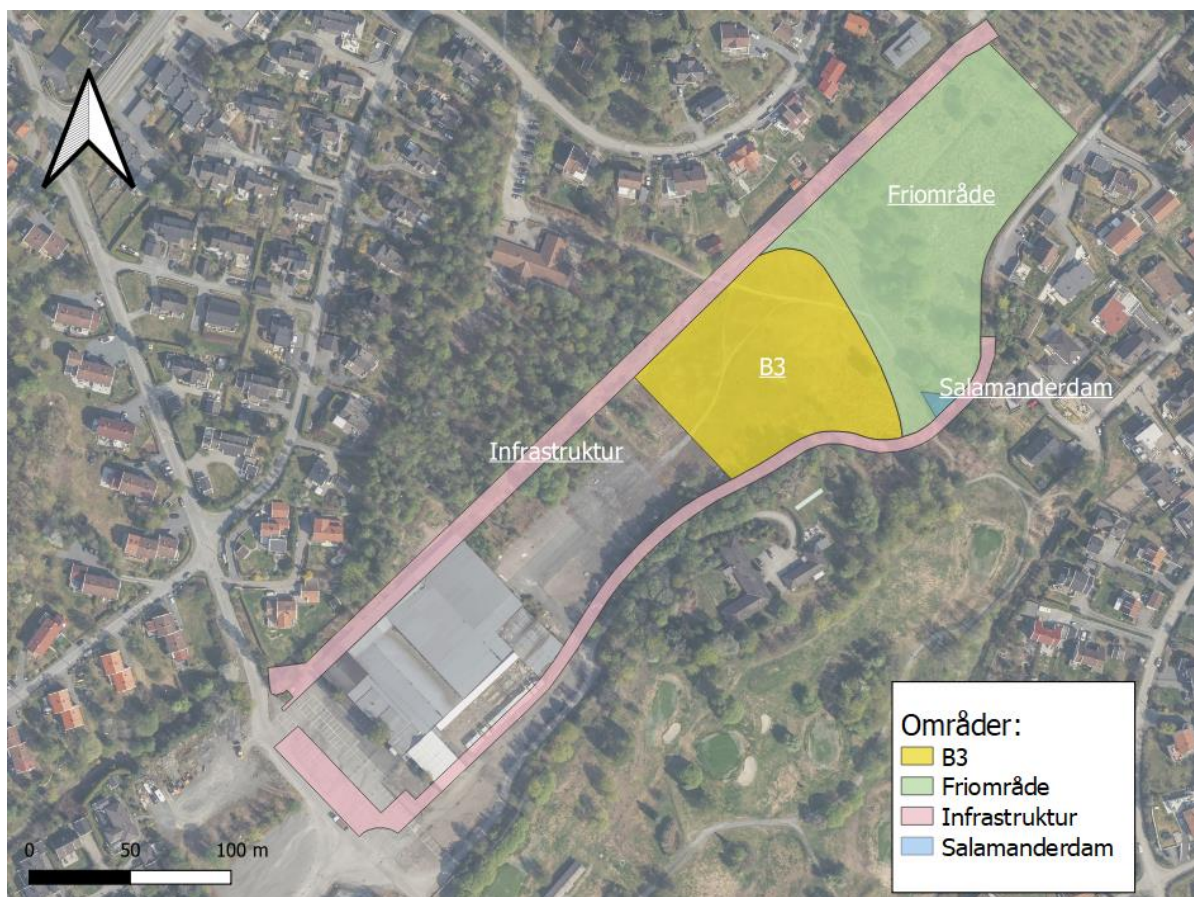 Friområde
B3
Salamanderdam
Infrastruktur
Områder:
B3
Friområde
Infrastruktur
Salamanderdam
0 50 100 m